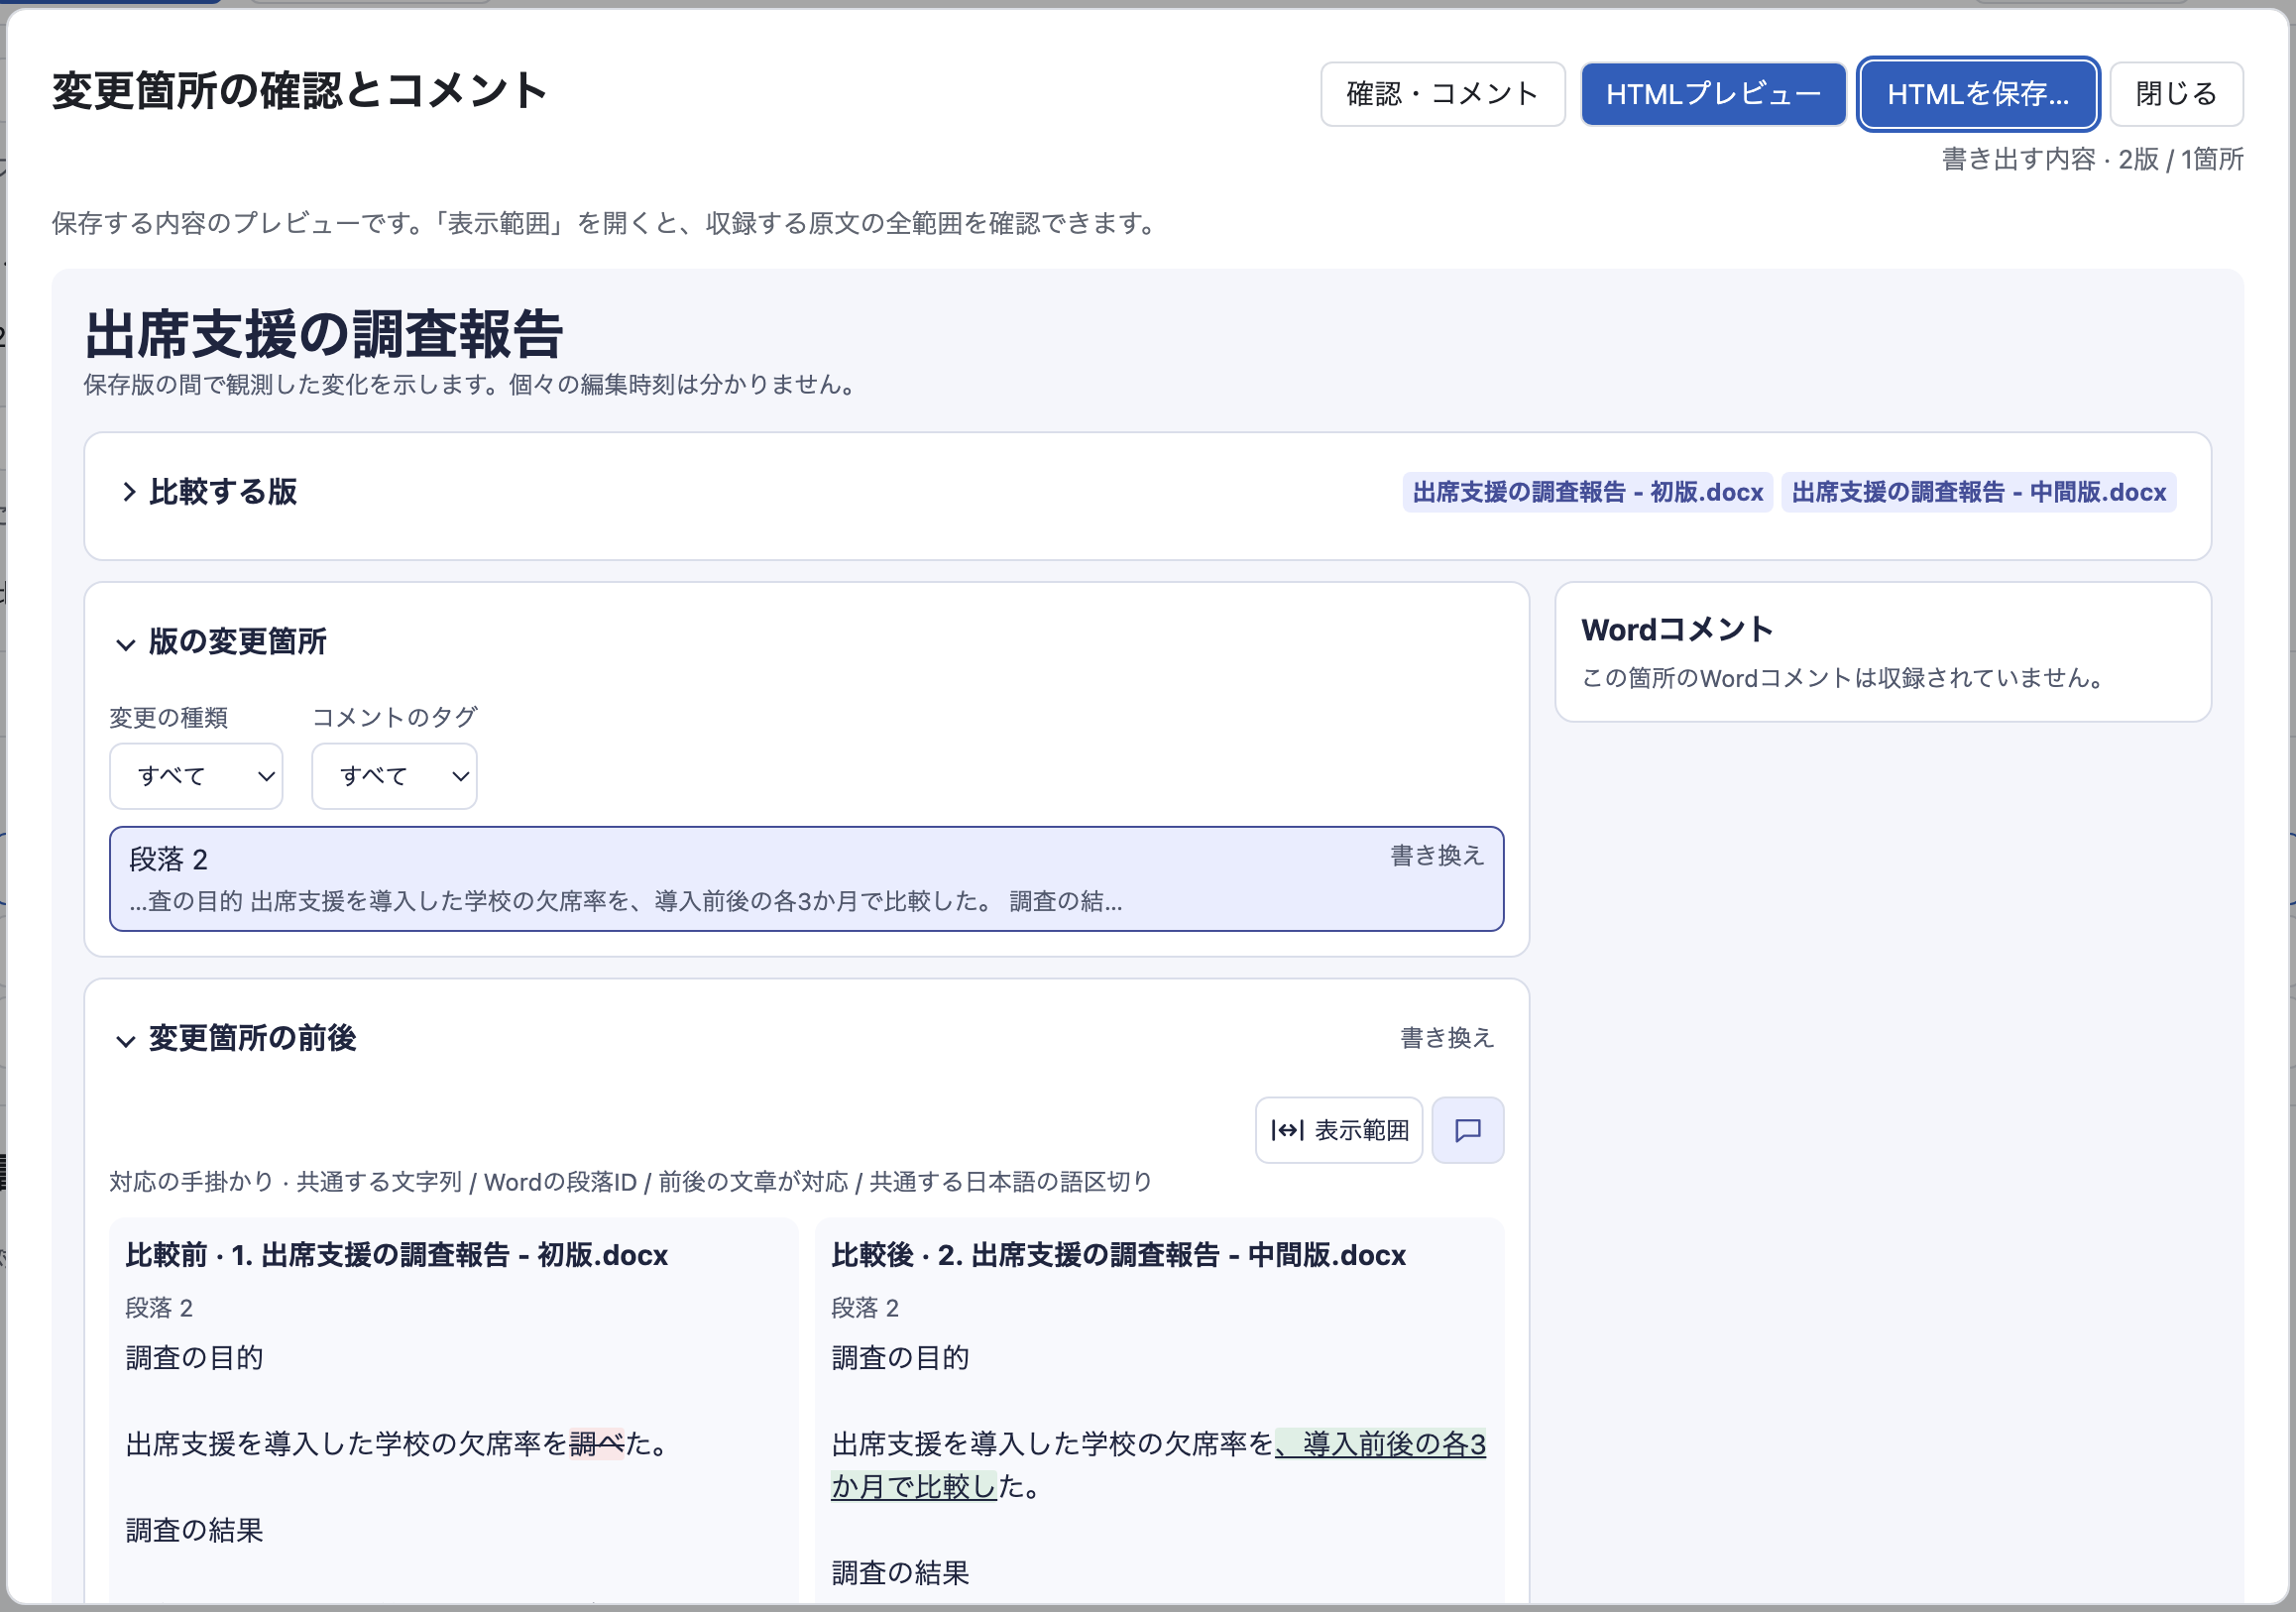 変更箇所の確認とコメント
確認・コメント
HTMLプレビュー
HTMLを保存...
閉じる
書き出す内容 · 2版 / 1箇所
保存する内容のプレビューです。「表示範囲」を開くと、収録する原文の全範囲を確認できます。
出席支援の調査報告
保存版の間で観測した変化を示します。個々の編集時刻は分かりません。
比較する版
出席支援の調査報告 - 初版.docx
出席支援の調査報告 - 中間版.docx
版の変更箇所
変更の種類
コメントのタグ
すべて
すべて
段落 2
書き換え
...査の目的 出席支援を導入した学校の欠席率を、導入前後の各3か月で比較した。 調査の結...
Wordコメント
この箇所のWordコメントは収録されていません。
変更箇所の前後
書き換え
表示範囲
対応の手掛かり · 共通する文字列 / Wordの段落ID / 前後の文章が対応 / 共通する日本語の語区切り
比較前 · 1. 出席支援の調査報告 - 初版.docx
段落 2
調査の目的
出席支援を導入した学校の欠席率を調べた。
調査の結果
比較後 · 2. 出席支援の調査報告 - 中間版.docx
段落 2
調査の目的
出席支援を導入した学校の欠席率を、導入前後の各3
か月で比較した。
調査の結果